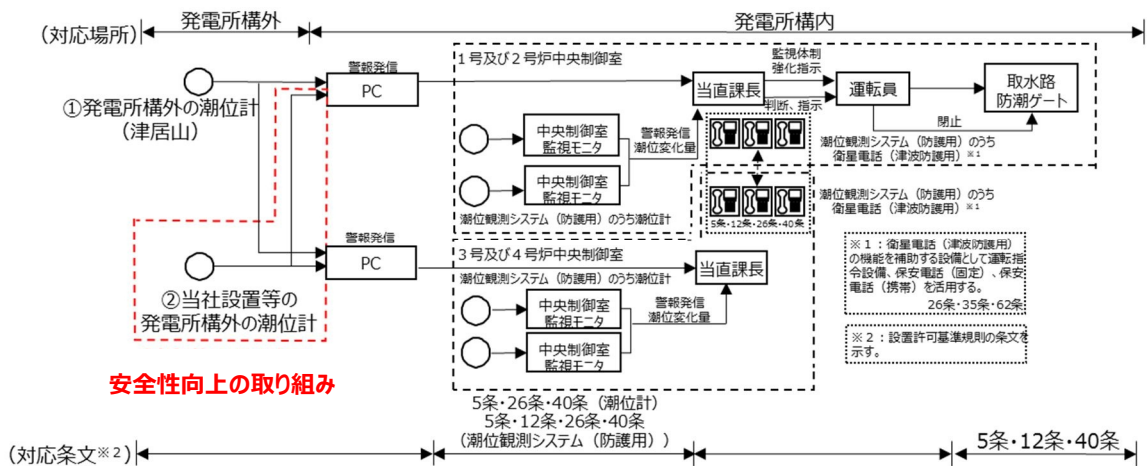 (対応場所)
発電所構外
発電所構内
①発電所構外の潮位計
(津居山)
警報発信
PC
1号及び2号炉中央制御室
中央制御室
監視モニタ
中央制御室
監視モニタ
警報発信
潮位変化量
潮位観測システム(防護用)のうち潮位計
当直課長
監視体制
強化指示
判断、指示
運転員
閉止
取水路
防潮ゲート
潮位観測システム(防護用)のうち
衛星電話(津波防護用)※1
潮位観測システム(防護用)のうち
衛星電話(津波防護用)※1
5条・12条・26条・40条
②当社設置等の
発電所構外の潮位計
警報発信
PC
3号及び4号炉中央制御室
潮位観測システム(防護用)のうち潮位計
中央制御室
監視モニタ
中央制御室
監視モニタ
警報発信
潮位変化量
当直課長
※1:衛星電話(津波防護用)
の機能を補助する設備として運転指
令設備、保安電話(固定)、保安
電話(携帯)を活用する。
26条・35条・62条
※2:設置許可基準規則の条文を
示す。
安全性向上の取り組み
5条・26条・40条(潮位計)
5条・12条・26条・40条
(潮位観測システム(防護用))
(対応条文※2)
5条・12条・40条